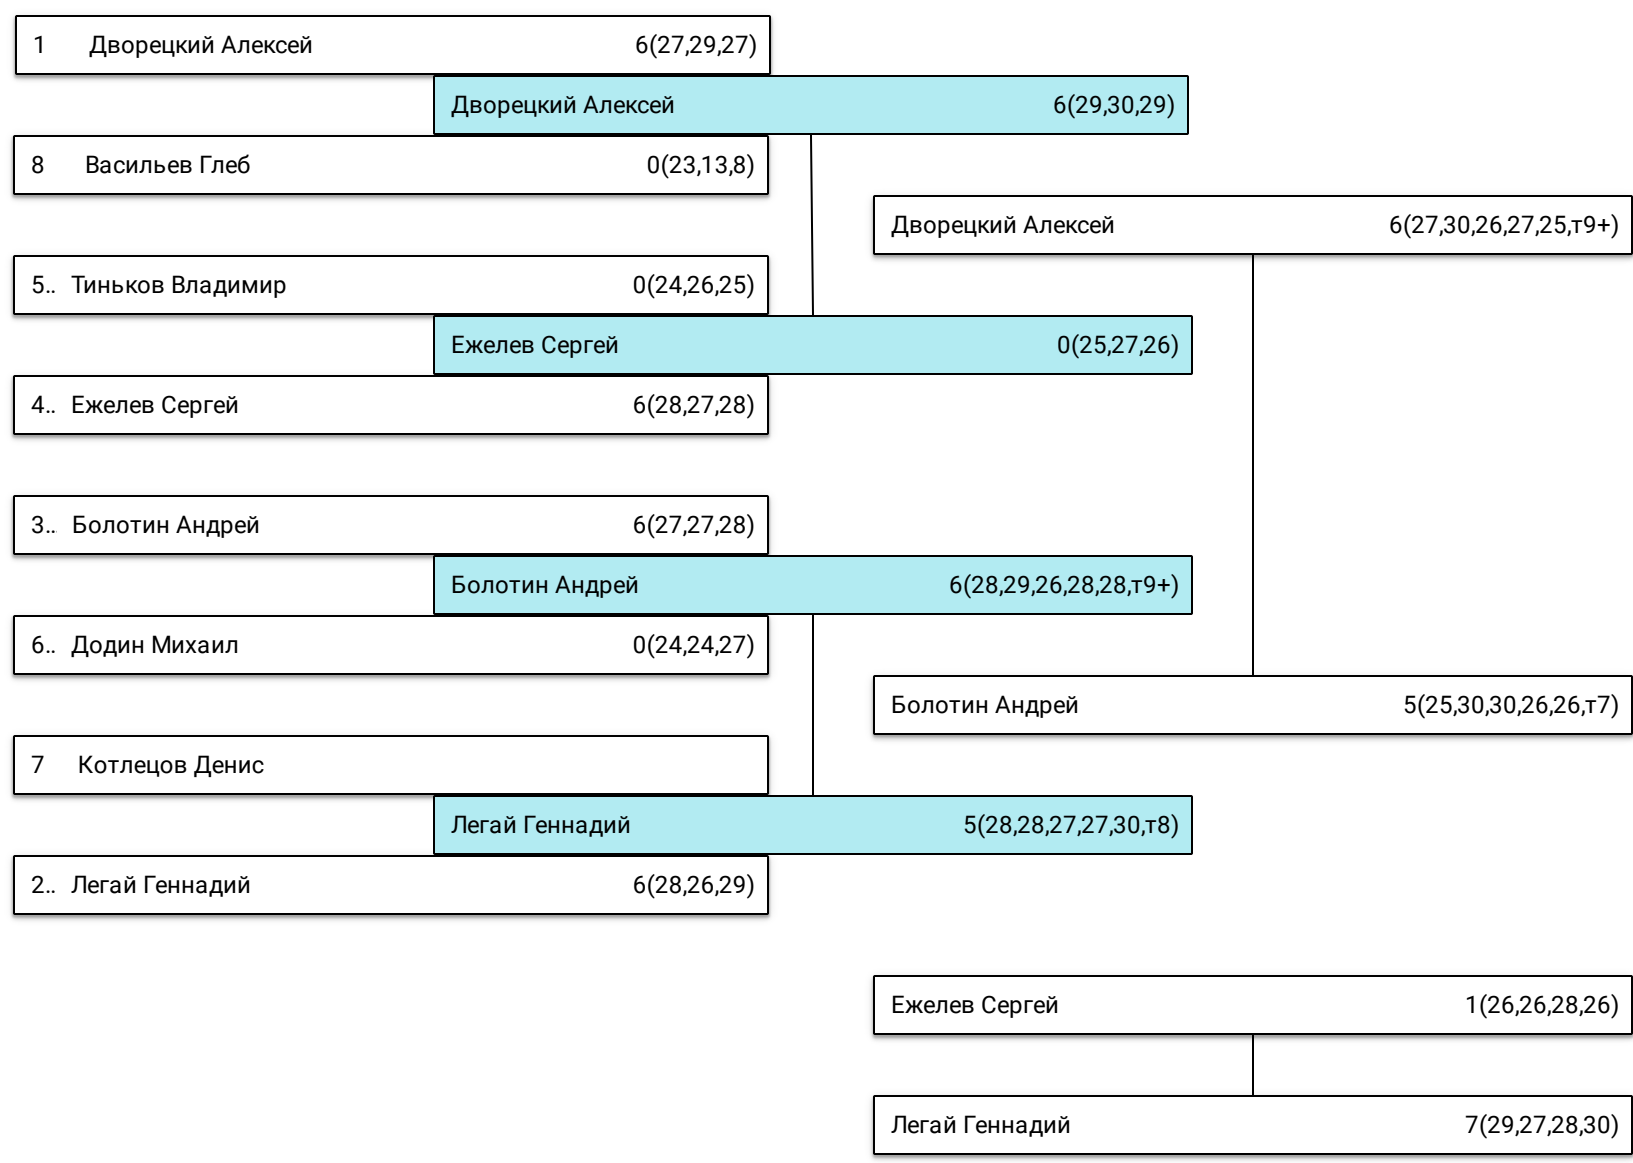 1 Дворецкий Алексей 6(27,29,27)
Дворецкий Алексей 6(29,30,29)
8 Васильев Глеб 0(23,13,8)
Дворецкий Алексей 6(27,30,26,27,25,т9+)
5.. Тиньков Владимир 0(24,26,25)
Ежелев Сергей 0(25,27,26)
4.. Ежелев Сергей 6(28,27,28)
3.. Болотин Андрей 6(27,27,28)
Болотин Андрей 6(28,29,26,28,28,т9+)
6.. Додин Михаил 0(24,24,27)
Болотин Андрей 5(25,30,30,26,26,т7)
7 Котлецов Денис
Легай Геннадий 5(28,28,27,27,30,т8)
2.. Легай Геннадий 6(28,26,29)
Ежелев Сергей 1(26,26,28,26)
Легай Геннадий 7(29,27,28,30)